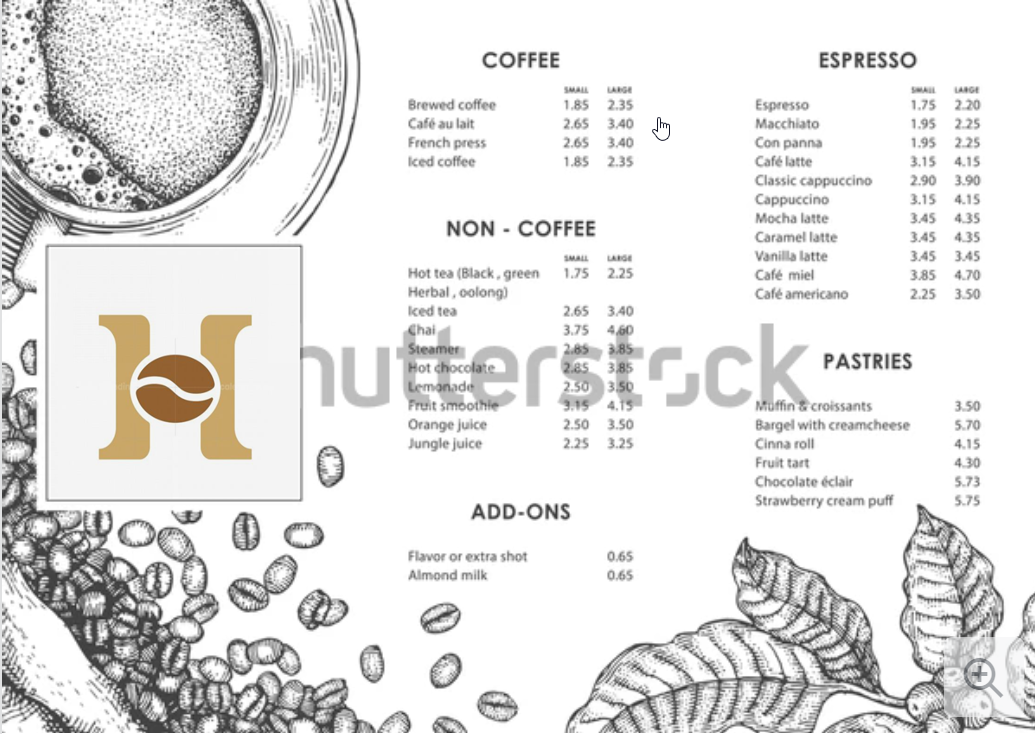 COFFEE
SMALL LARGE
Brewed coffee 1.85 2.35
Café au lait 2.65 3.40
French press 2.65 3.40
Iced coffee 1.85 2.35
NON - COFFEE
SMALL LARGE
Hot tea (Black , green 1.75 2.25
Herbal , oolong)
Iced tea 2.65 3.40
Chai 3.75 4.60
Steamer 2.85 3.85
Hot chocolate 2.85 3.85
Lemonade 2.50 3.50
Fruit smoothie 3.15 4.15
Orange juice 2.50 3.50
Jungle juice 2.25 3.25
ADD-ONS
Flavor or extra shot 0.65
Almond milk 0.65
ESPRESSO
SMALL LARGE
Espresso 1.75 2.20
Macchiato 1.95 2.25
Con panna 1.95 2.25
Café latte 3.15 4.15
Classic cappuccino 2.90 3.90
Cappuccino 3.15 4.15
Mocha latte 3.45 4.35
Caramel latte 3.45 4.35
Vanilla latte 3.45 3.45
Café miel 3.85 4.70
Café americano 2.25 3.50
PASTRIES
Muffin & croissants 3.50
Bargel with creamcheese 5.70
Cinna roll 4.15
Fruit tart 4.30
Chocolate éclair 5.73
Strawberry cream puff 5.75
H
hutterstock